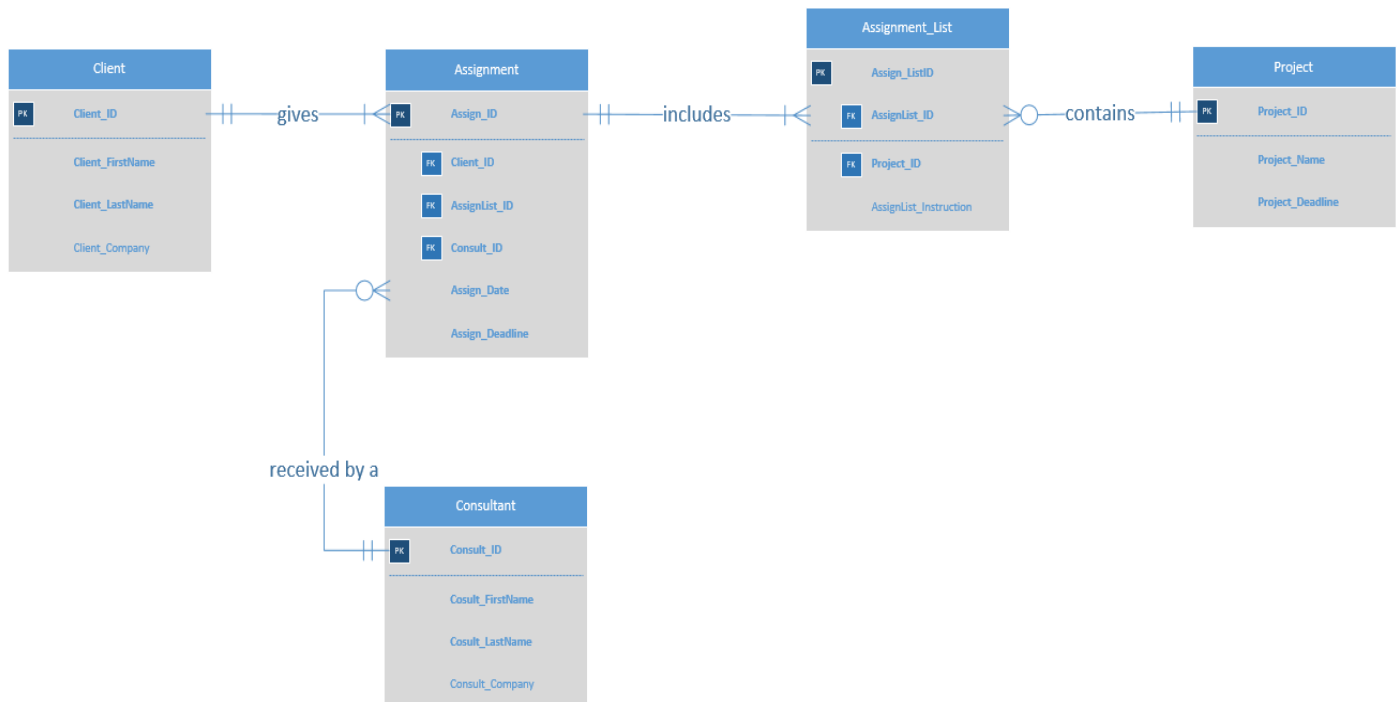 Client
PK Client_ID
Client_FirstName
Client_LastName
Client_Company
gives
Assignment
PK Assign_ID
FK Client_ID
FK AssignList_ID
FK Consult_ID
Assign_Date
Assign_Deadline
includes
Assignment_List
PK Assign_ListID
FK AssignList_ID
FK Project_ID
AssignList_Instruction
contains
Project
PK Project_ID
Project_Name
Project_Deadline
received by a
Consultant
PK Consult_ID
Cosult_FirstName
Cosult_LastName
Consult_Company